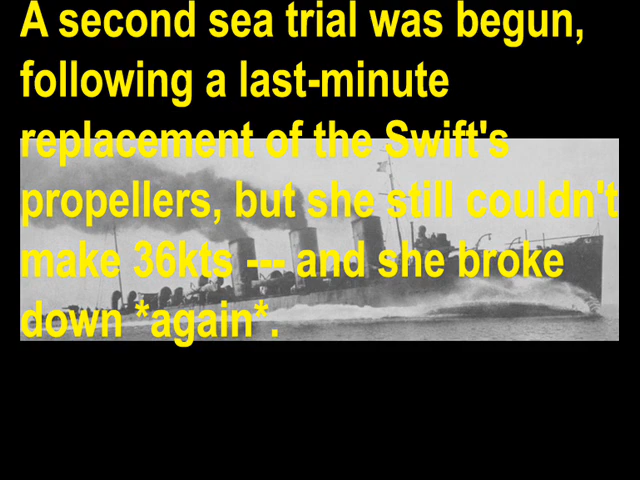 A second sea trial was begun,
following a last-minute
replacement of the Swift's
propellers, but she still couldn't
make 36kts --- and she broke
down *again*.